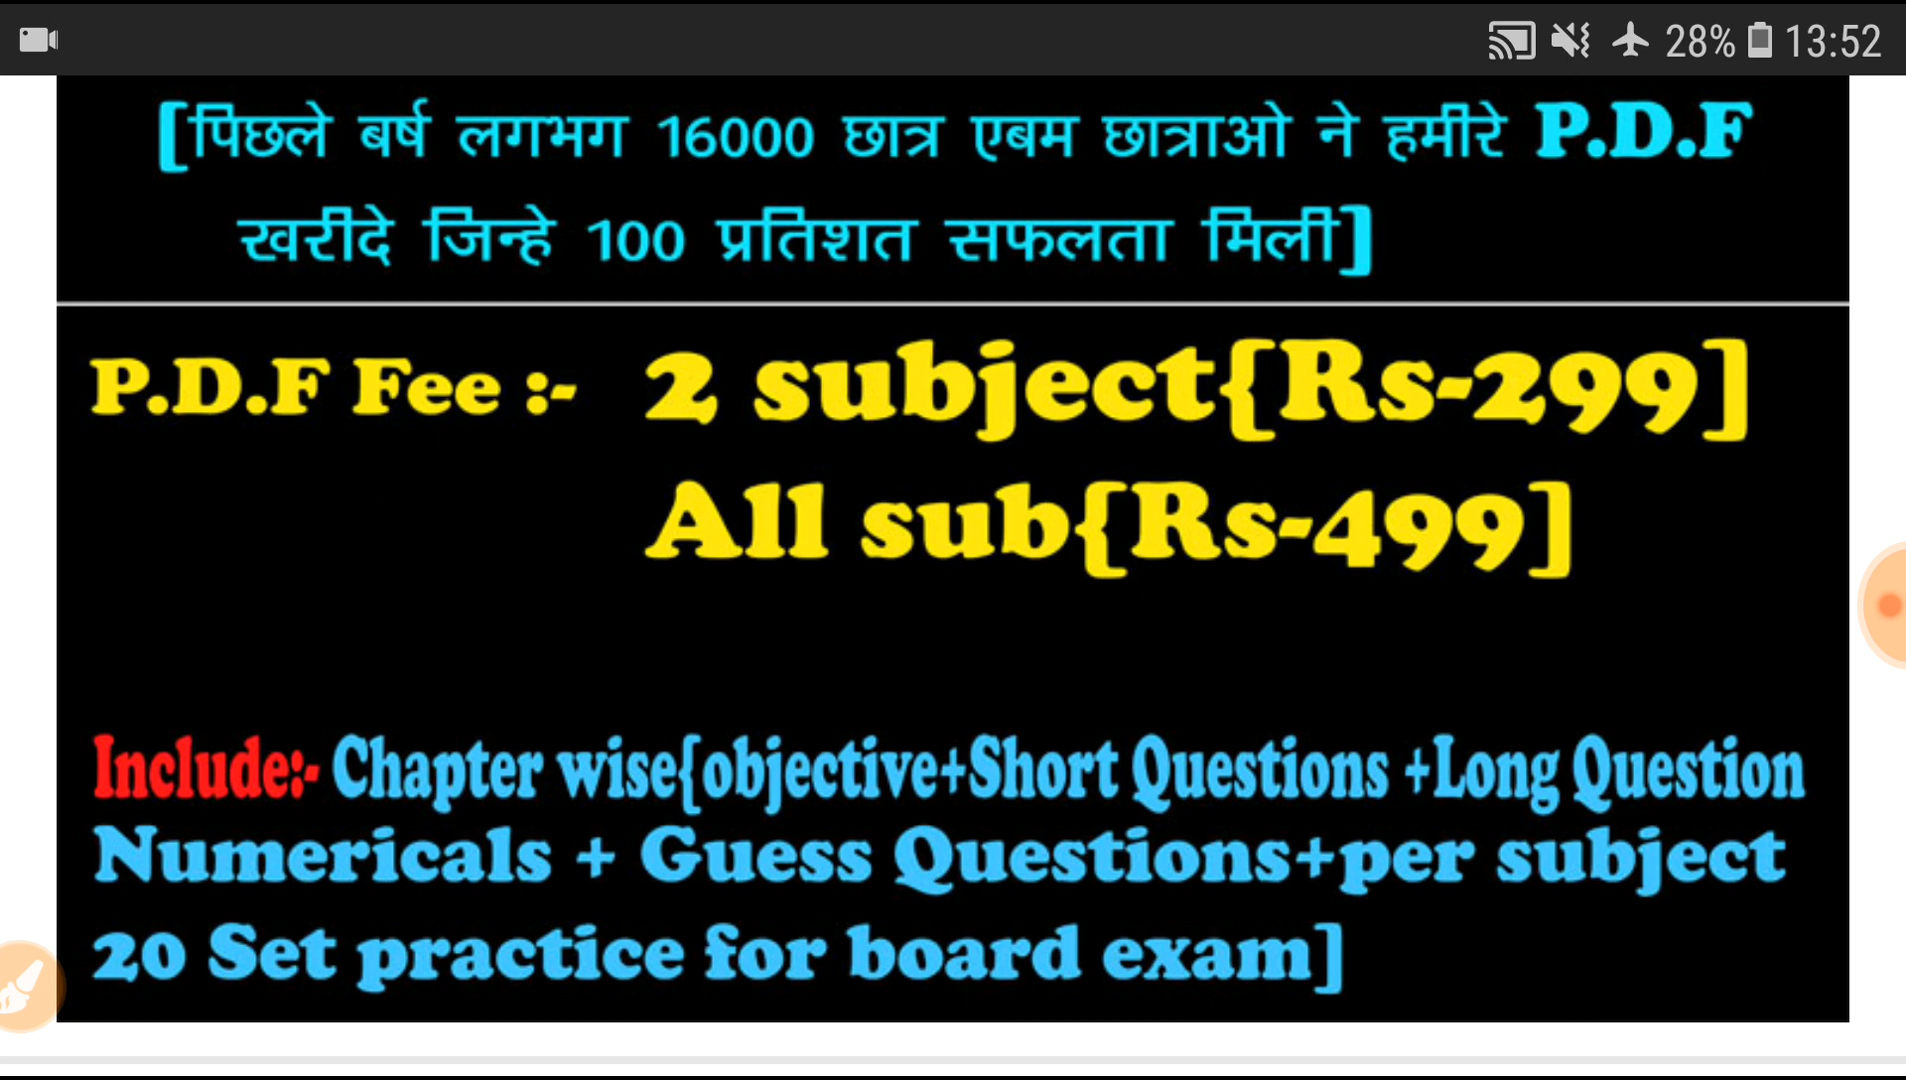 28% 13:52
[पिछले बर्ष लगभग 16000 छात्र एबम छात्राओ ने हमीरे P.D.F
खरीदे जिन्हे 100 प्रतिशत सफलता मिली]
P.D.F Fee :- 2 subject{Rs-299]
All sub{Rs-499]
Include:- Chapter wise{objective+Short Questions +Long Question
Numericals + Guess Questions+per subject
20 Set practice for board exam]